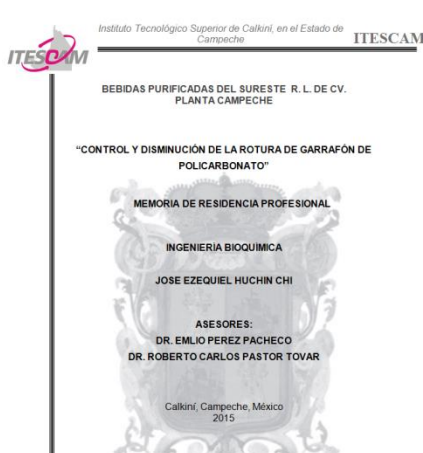 Instituto Tecnológico Superior de Calkiní, en el Estado de
Campeche
ITESCAM
ITESCAM
BEBIDAS PURIFICADAS DEL SURESTE R. L. DE CV.
PLANTA CAMPECHE
“CONTROL Y DISMINUCIÓN DE LA ROTURA DE GARRAFÓN DE
POLICARBONATO”
MEMORIA DE RESIDENCIA PROFESIONAL
INGENIERIA BIOQUIMICA
JOSE EZEQUIEL HUCHIN CHI
ASESORES:
DR. EMLIO PEREZ PACHECO
DR. ROBERTO CARLOS PASTOR TOVAR
Calkiní, Campeche, México
2015